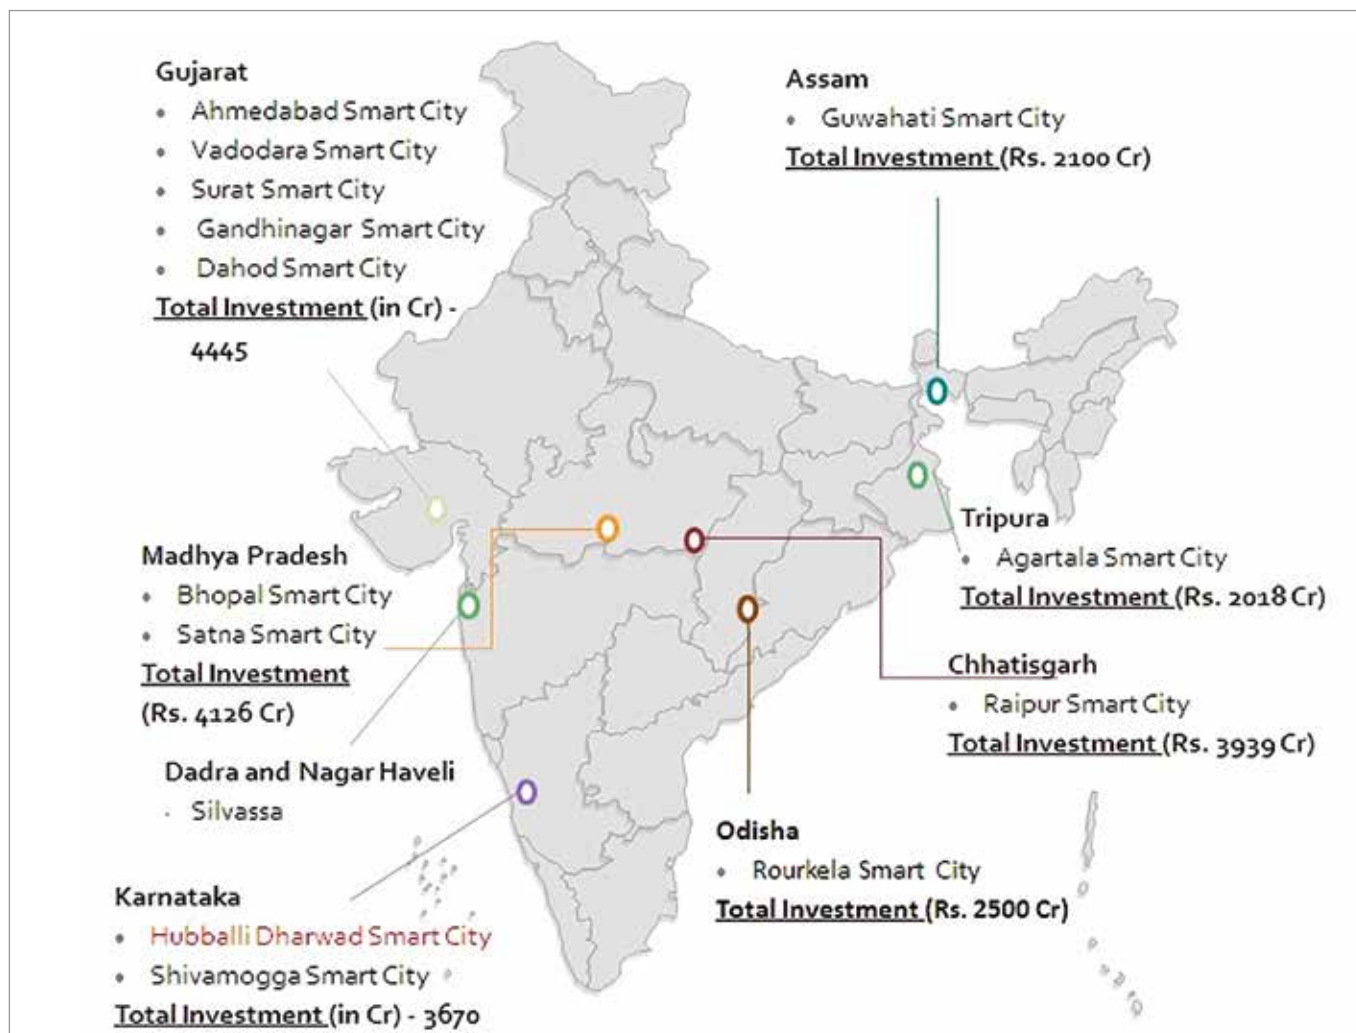 Gujarat
• Ahmedabad Smart City
• Vadodara Smart City
• Surat Smart City
• Gandhinagar Smart City
• Dahod Smart City
Total Investment (in Cr) -
4445
Assam
• Guwahati Smart City
Total Investment (Rs. 2100 Cr)
Tripura
• Agartala Smart City
Total Investment (Rs. 2018 Cr)
Madhya Pradesh
• Bhopal Smart City
• Satna Smart City
Total Investment
(Rs. 4126 Cr)
Chhatisgarh
• Raipur Smart City
Total Investment (Rs. 3939 Cr)
Dadra and Nagar Haveli
· Silvassa
Odisha
• Rourkela Smart City
Total Investment (Rs. 2500 Cr)
Karnataka
• Hubballi Dharwad Smart City
• Shivamogga Smart City
Total Investment (in Cr) - 3670